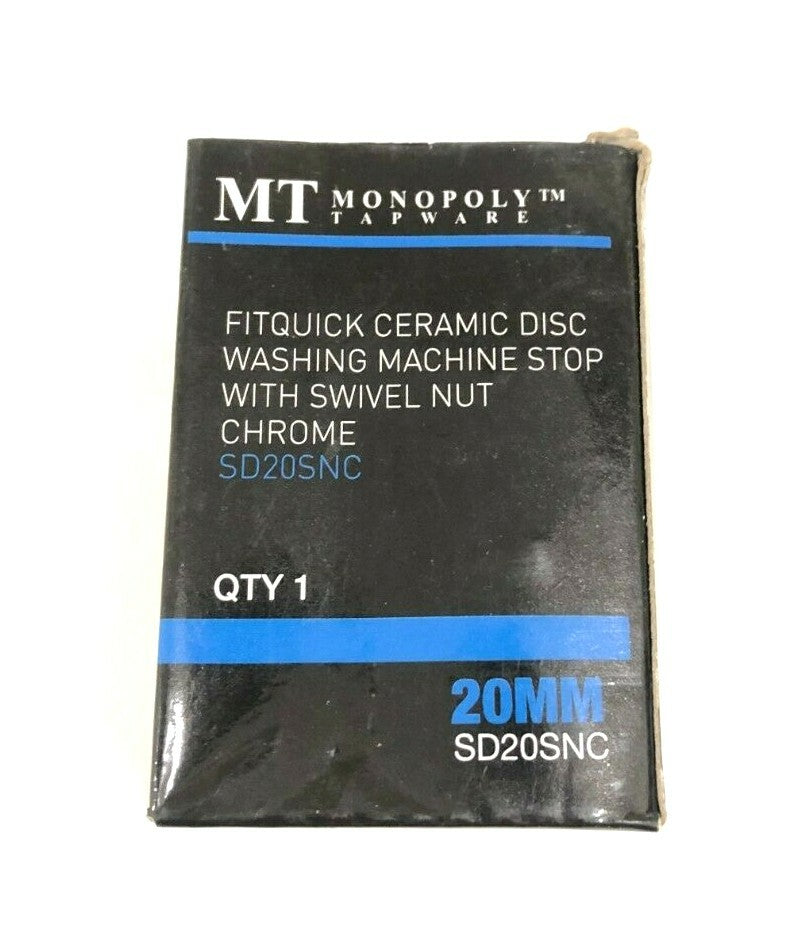 MT MONOPOLY™
TAPWARE
FITQUICK CERAMIC DISC
WASHING MACHINE STOP
WITH SWIVEL NUT
CHROME
SD20SNC
QTY 1
20MM
SD20SNC